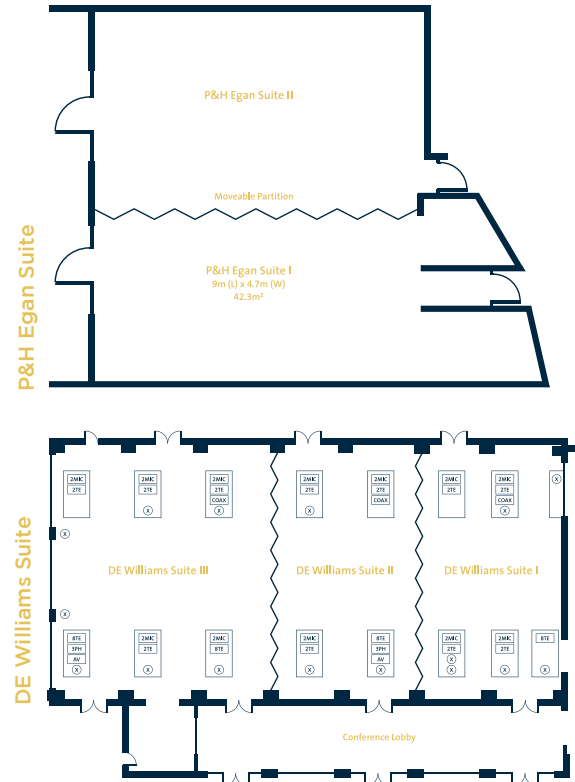 P&H Egan Suite
P&H Egan Suite II
Moveable Partition
P&H Egan Suite I
9m (L) x 4.7m (W)
42.3m²
DE Williams Suite
2MIC
2TE
2MIC
2TE
X
2MIC
2TE
COAX
X
2MIC
2TE
X
2MIC
2TE
COAX
2MIC
2TE
2MIC
2TE
COAX
X
X
X
DE Williams Suite III
DE Williams Suite II
DE Williams Suite I
X
8TE
3PH
AV
X
2MIC
2TE
X
2MIC
8TE
X
2MIC
2TE
X
8TE
3PH
AV
X
2MIC
2TE
X
X
2MIC
2TE
X
8TE
X
Conference Lobby